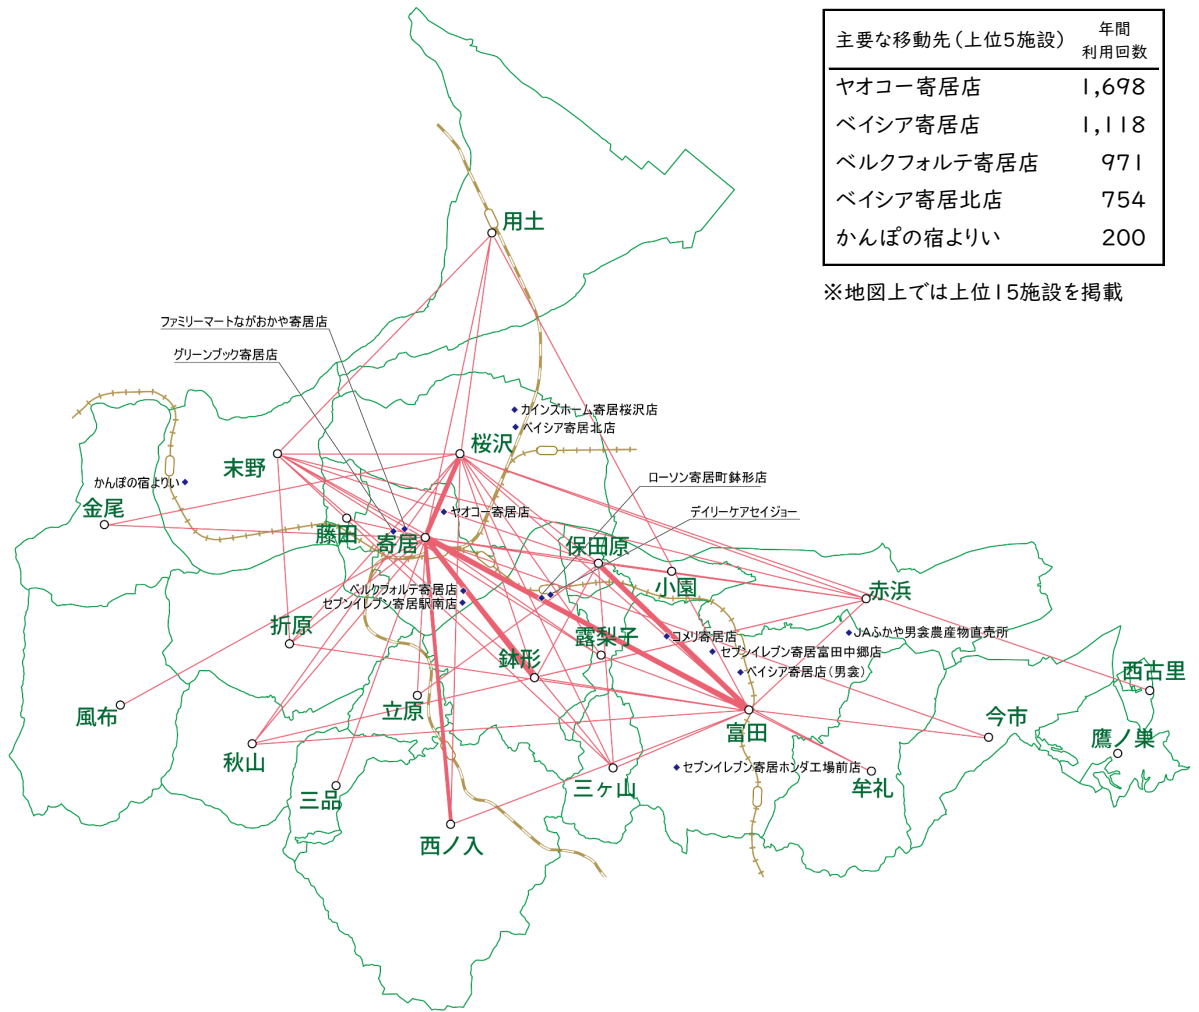 主要な移動先(上位5施設) 年間利用回数
ヤオコー寄居店 1,698
ベイシア寄居店 1,118
ベルクフォルテ寄居店 971
ベイシア寄居北店 754
かんぽの宿よりい 200
※地図上では上位15施設を掲載
用土
ファミリーマートながおかや寄居店
グリーンブック寄居店
カインズホーム寄居桜沢店
ベイシア寄居北店
桜沢
末野
かんぽの宿よりい
ローソン寄居町鉢形店
金尾
ヤオコー寄居店
デイリーケアセイジョー
藤田
寄居
保田原
小園
赤浜
ベルクフォルテ寄居店
セブンイレブン寄居駅南店
折原
露梨子
コメリ寄居店
JAふかや男衾農産物直売所
セブンイレブン寄居富田中郷店
鉢形
ベイシア寄居店(男衾)
西古里
風布
立原
富田
今市
鷹ノ巣
秋山
セブンイレブン寄居ホンダ工場前店
三品
三ヶ山
牟礼
西ノ入